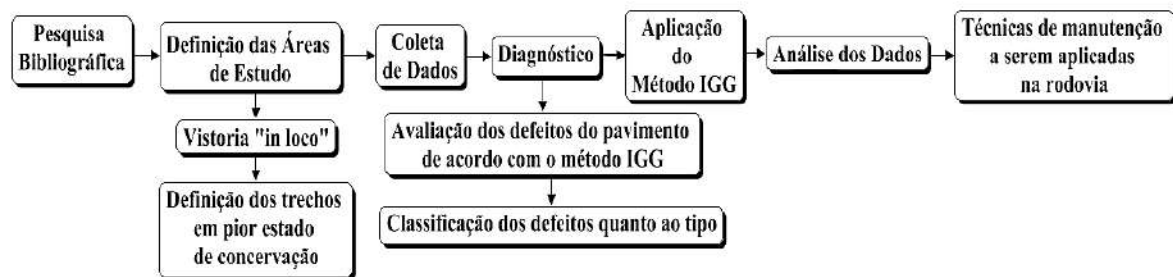 Pesquisa
Bibliográfica
Definição das Áreas
de Estudo
Coleta
de Dados
Diagnóstico
Aplicação
do
Método IGG
Análise dos Dados
Técnicas de manutenção
a serem aplicadas
na rodovia
Vistoria "in loco"
Definição dos trechos
em pior estado
de concervação
Avaliação dos defeitos do pavimento
de acordo com o método IGG
Classificação dos defeitos quanto ao tipo